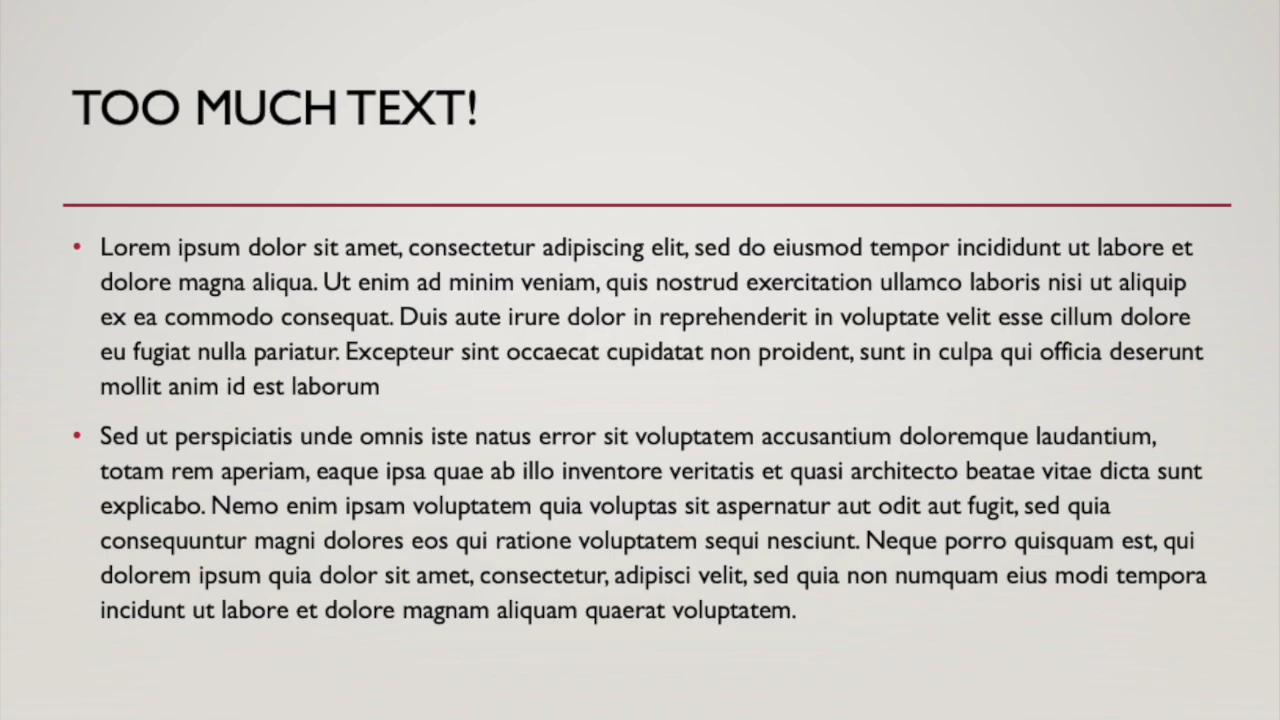 TOO MUCH TEXT!
• Lorem ipsum dolor sit amet, consectetur adipiscing elit, sed do eiusmod tempor incididunt ut labore et
dolore magna aliqua. Ut enim ad minim veniam, quis nostrud exercitation ullamco laboris nisi ut aliquip
ex ea commodo consequat. Duis aute irure dolor in reprehenderit in voluptate velit esse cillum dolore
eu fugiat nulla pariatur. Excepteur sint occaecat cupidatat non proident, sunt in culpa qui officia deserunt
mollit anim id est laborum
• Sed ut perspiciatis unde omnis iste natus error sit voluptatem accusantium doloremque laudantium,
totam rem aperiam, eaque ipsa quae ab illo inventore veritatis et quasi architecto beatae vitae dicta sunt
explicabo. Nemo enim ipsam voluptatem quia voluptas sit aspernatur aut odit aut fugit, sed quia
consequuntur magni dolores eos qui ratione voluptatem sequi nesciunt. Neque porro quisquam est, qui
dolorem ipsum quia dolor sit amet, consectetur, adipisci velit, sed quia non numquam eius modi tempora
incidunt ut labore et dolore magnam aliquam quaerat voluptatem.